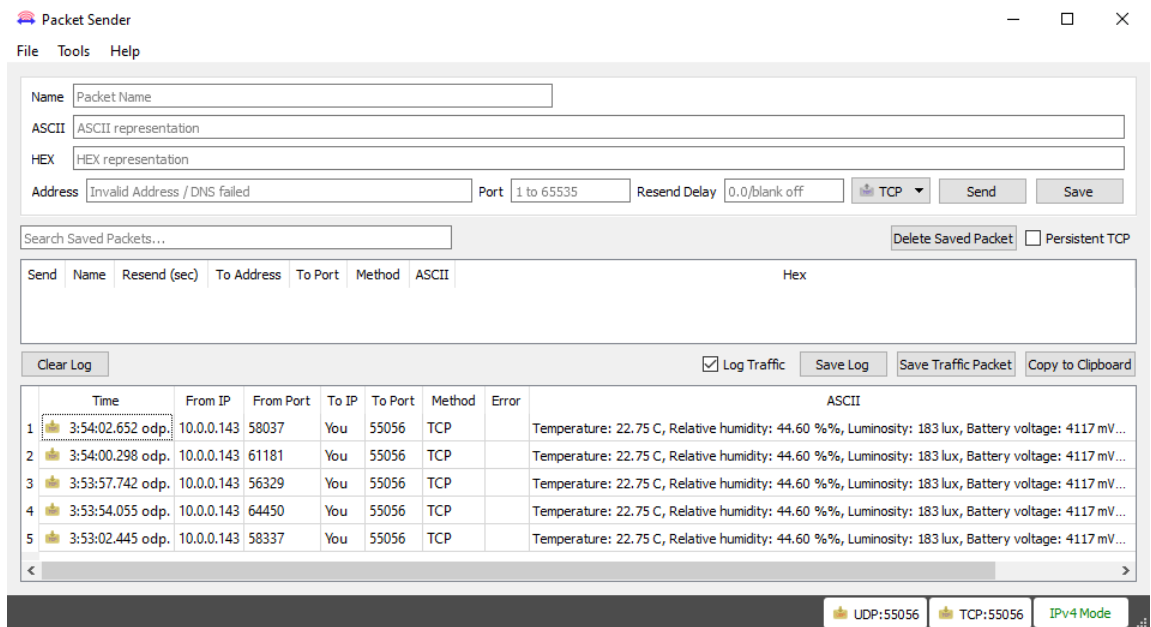 Packet Sender
File Tools Help
Name Packet Name
ASCII ASCII representation
HEX HEX representation
Address Invalid Address / DNS failed Port 1 to 65535 Resend Delay 0.0/blank off TCP Send Save
Search Saved Packets... Delete Saved Packet Persistent TCP
Send Name Resend (sec) To Address To Port Method ASCII Hex
Clear Log Log Traffic Save Log Save Traffic Packet Copy to Clipboard
Time From IP From Port To IP To Port Method Error ASCII
1 3:54:02.652 odp. 10.0.0.143 58037 You 55056 TCP Temperature: 22.75 C, Relative humidity: 44.60 %%, Luminosity: 183 lux, Battery voltage: 4117 mV...
2 3:54:00.298 odp. 10.0.0.143 61181 You 55056 TCP Temperature: 22.75 C, Relative humidity: 44.60 %%, Luminosity: 183 lux, Battery voltage: 4117 mV...
3 3:53:57.742 odp. 10.0.0.143 56329 You 55056 TCP Temperature: 22.75 C, Relative humidity: 44.60 %%, Luminosity: 183 lux, Battery voltage: 4117 mV...
4 3:53:54.055 odp. 10.0.0.143 64450 You 55056 TCP Temperature: 22.75 C, Relative humidity: 44.60 %%, Luminosity: 183 lux, Battery voltage: 4117 mV...
5 3:53:02.445 odp. 10.0.0.143 58337 You 55056 TCP Temperature: 22.75 C, Relative humidity: 44.60 %%, Luminosity: 183 lux, Battery voltage: 4117 mV...
UDP:55056 TCP:55056 IPv4 Mode